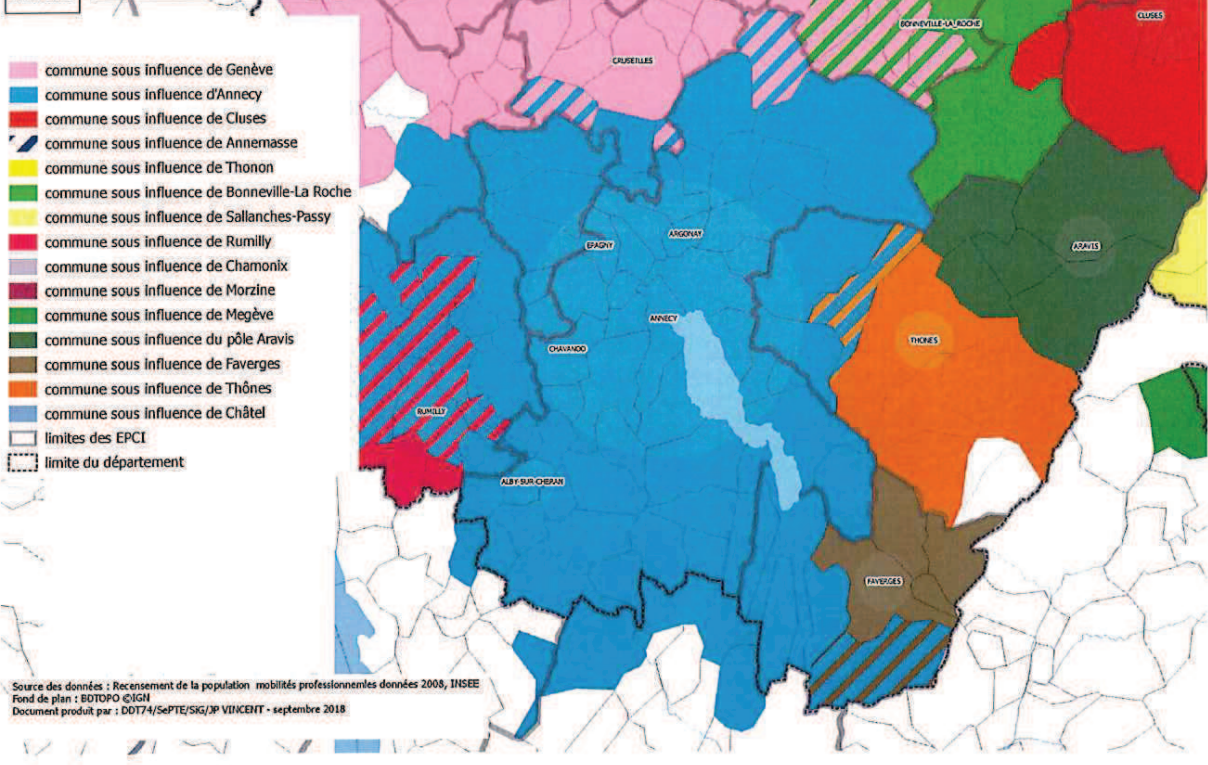 CLUSES
BONNEVILLE-LA_ROCHE
CRUSEILLES
commune sous influence de Genève
commune sous influence d'Annecy
commune sous influence de Cluses
commune sous influence de Annemasse
commune sous influence de Thonon
commune sous influence de Bonneville-La Roche
commune sous influence de Sallanches-Passy
commune sous influence de Rumilly
commune sous influence de Chamonix
commune sous influence de Morzine
commune sous influence de Megève
commune sous influence du pôle Aravis
commune sous influence de Faverges
commune sous influence de Thônes
commune sous influence de Châtel
limites des EPCI
limite du département
ARGONAY
EPAGNY
ARAVIS
ANNECY
THONES
CHAVANOD
RUMILLY
ALBY-SUR-CHERAN
FAVERGES
Source des données : Recensement de la population mobilités professionnemles données 2008, INSEE
Fond de plan : BDTOPO ©IGN
Document produit par : DDT74/SePTE/SIG/JP VINCENT - septembre 2018